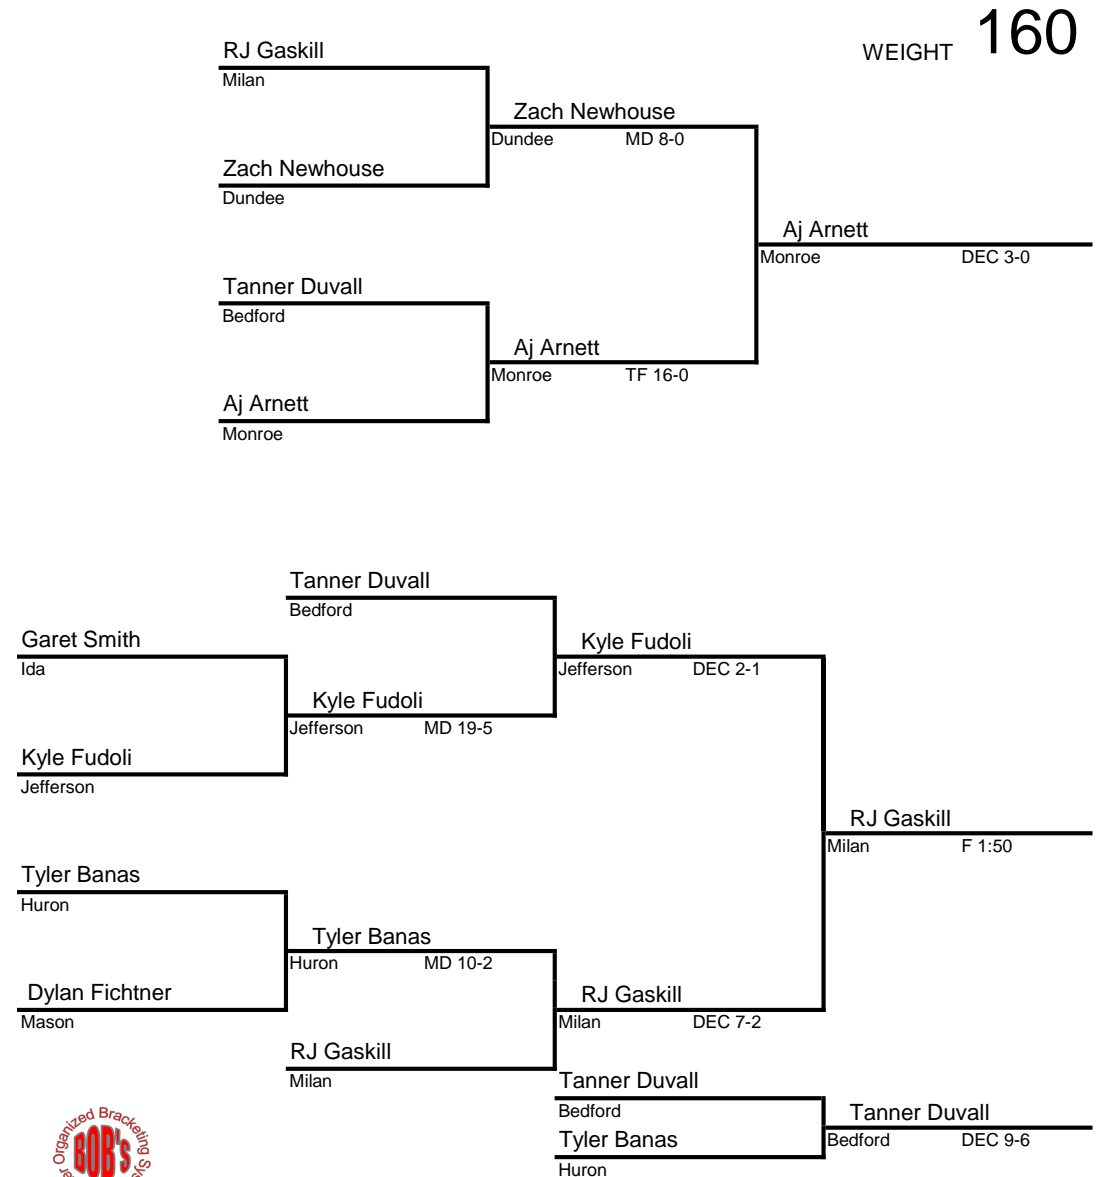 WEIGHT 160
RJ Gaskill
Milan
Zach Newhouse
Dundee MD 8-0
Zach Newhouse
Dundee
Aj Arnett
Monroe DEC 3-0
Tanner Duvall
Bedford
Aj Arnett
Monroe TF 16-0
Aj Arnett
Monroe
Tanner Duvall
Bedford
Garet Smith
Ida
Kyle Fudoli
Jefferson DEC 2-1
Kyle Fudoli
Jefferson MD 19-5
Kyle Fudoli
Jefferson
RJ Gaskill
Milan F 1:50
Tyler Banas
Huron
Tyler Banas
Huron MD 10-2
Dylan Fichtner
Mason
RJ Gaskill
Milan DEC 7-2
RJ Gaskill
Milan
Tanner Duvall
Bedford
Tanner Duvall
Bedford DEC 9-6
Tyler Banas
Huron
Organized Bracketing
BOB's